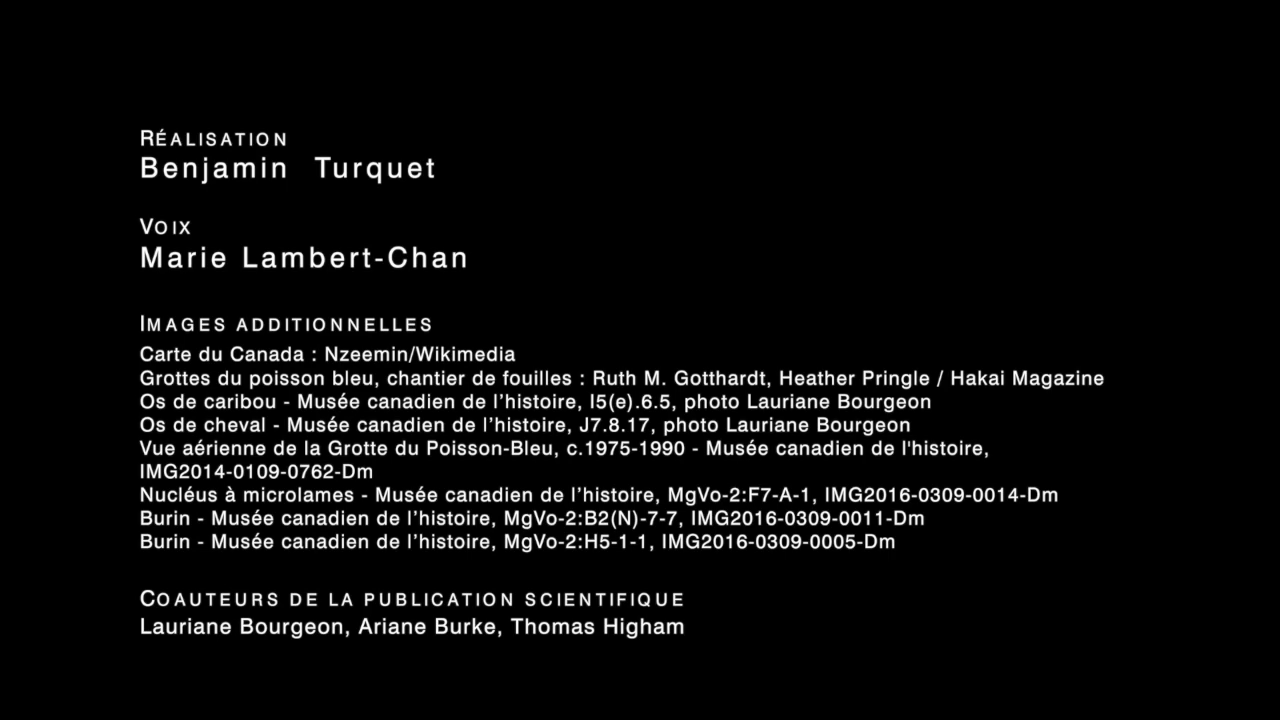 RÉALISATION
Benjamin Turquet
VOIX
Marie Lambert-Chan
IMAGES ADDITIONNELLES
Carte du Canada : Nzeemin/Wikimedia
Grottes du poisson bleu, chantier de fouilles : Ruth M. Gotthardt, Heather Pringle / Hakai Magazine
Os de caribou - Musée canadien de l’histoire, I5(e).6.5, photo Lauriane Bourgeon
Os de cheval - Musée canadien de l’histoire, J7.8.17, photo Lauriane Bourgeon
Vue aérienne de la Grotte du Poisson-Bleu, c.1975-1990 - Musée canadien de l'histoire,
IMG2014-0109-0762-Dm
Nucléus à microlames - Musée canadien de l’histoire, MgVo-2:F7-A-1, IMG2016-0309-0014-Dm
Burin - Musée canadien de l’histoire, MgVo-2:B2(N)-7-7, IMG2016-0309-0011-Dm
Burin - Musée canadien de l’histoire, MgVo-2:H5-1-1, IMG2016-0309-0005-Dm
COAUTEURS DE LA PUBLICATION SCIENTIFIQUE
Lauriane Bourgeon, Ariane Burke, Thomas Higham